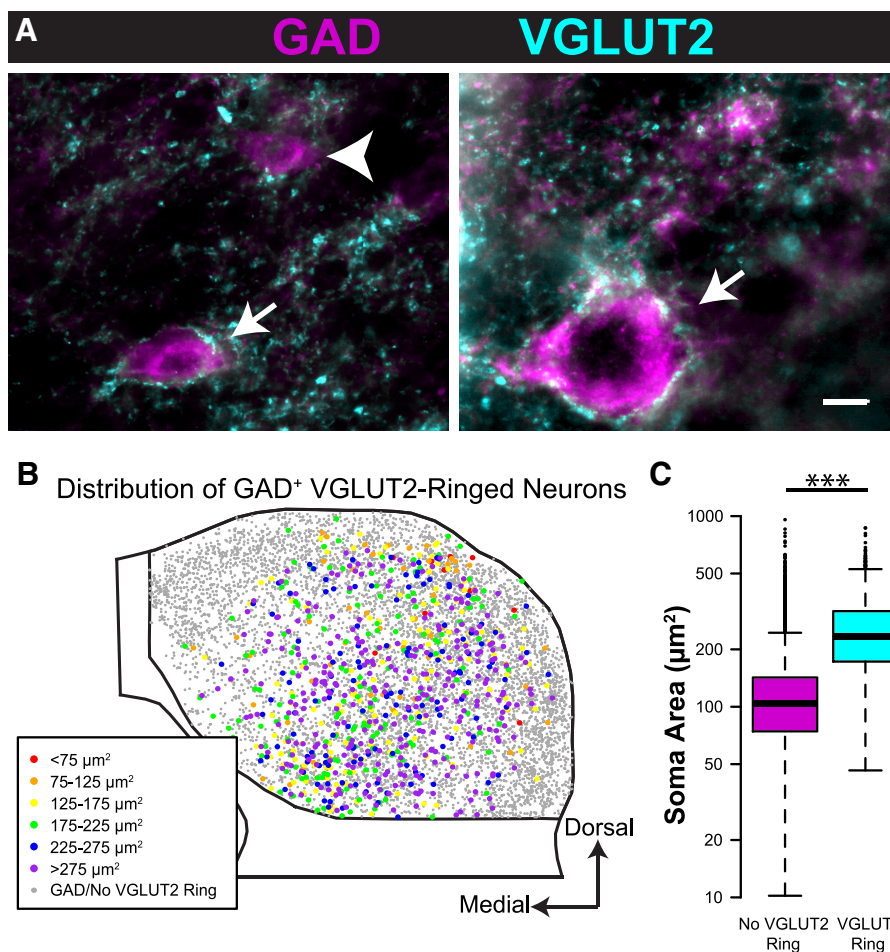 A GAD VGLUT2
B Distribution of GAD⁺ VGLUT2-Ringed Neurons
<75 µm²
75-125 µm²
125-175 µm²
175-225 µm²
225-275 µm²
>275 µm²
GAD/No VGLUT2 Ring
Dorsal
Medial
C
***
Soma Area (µm²)
1000
500
200
100
50
20
10
No VGLUT2
Ring
VGLUT
Ring